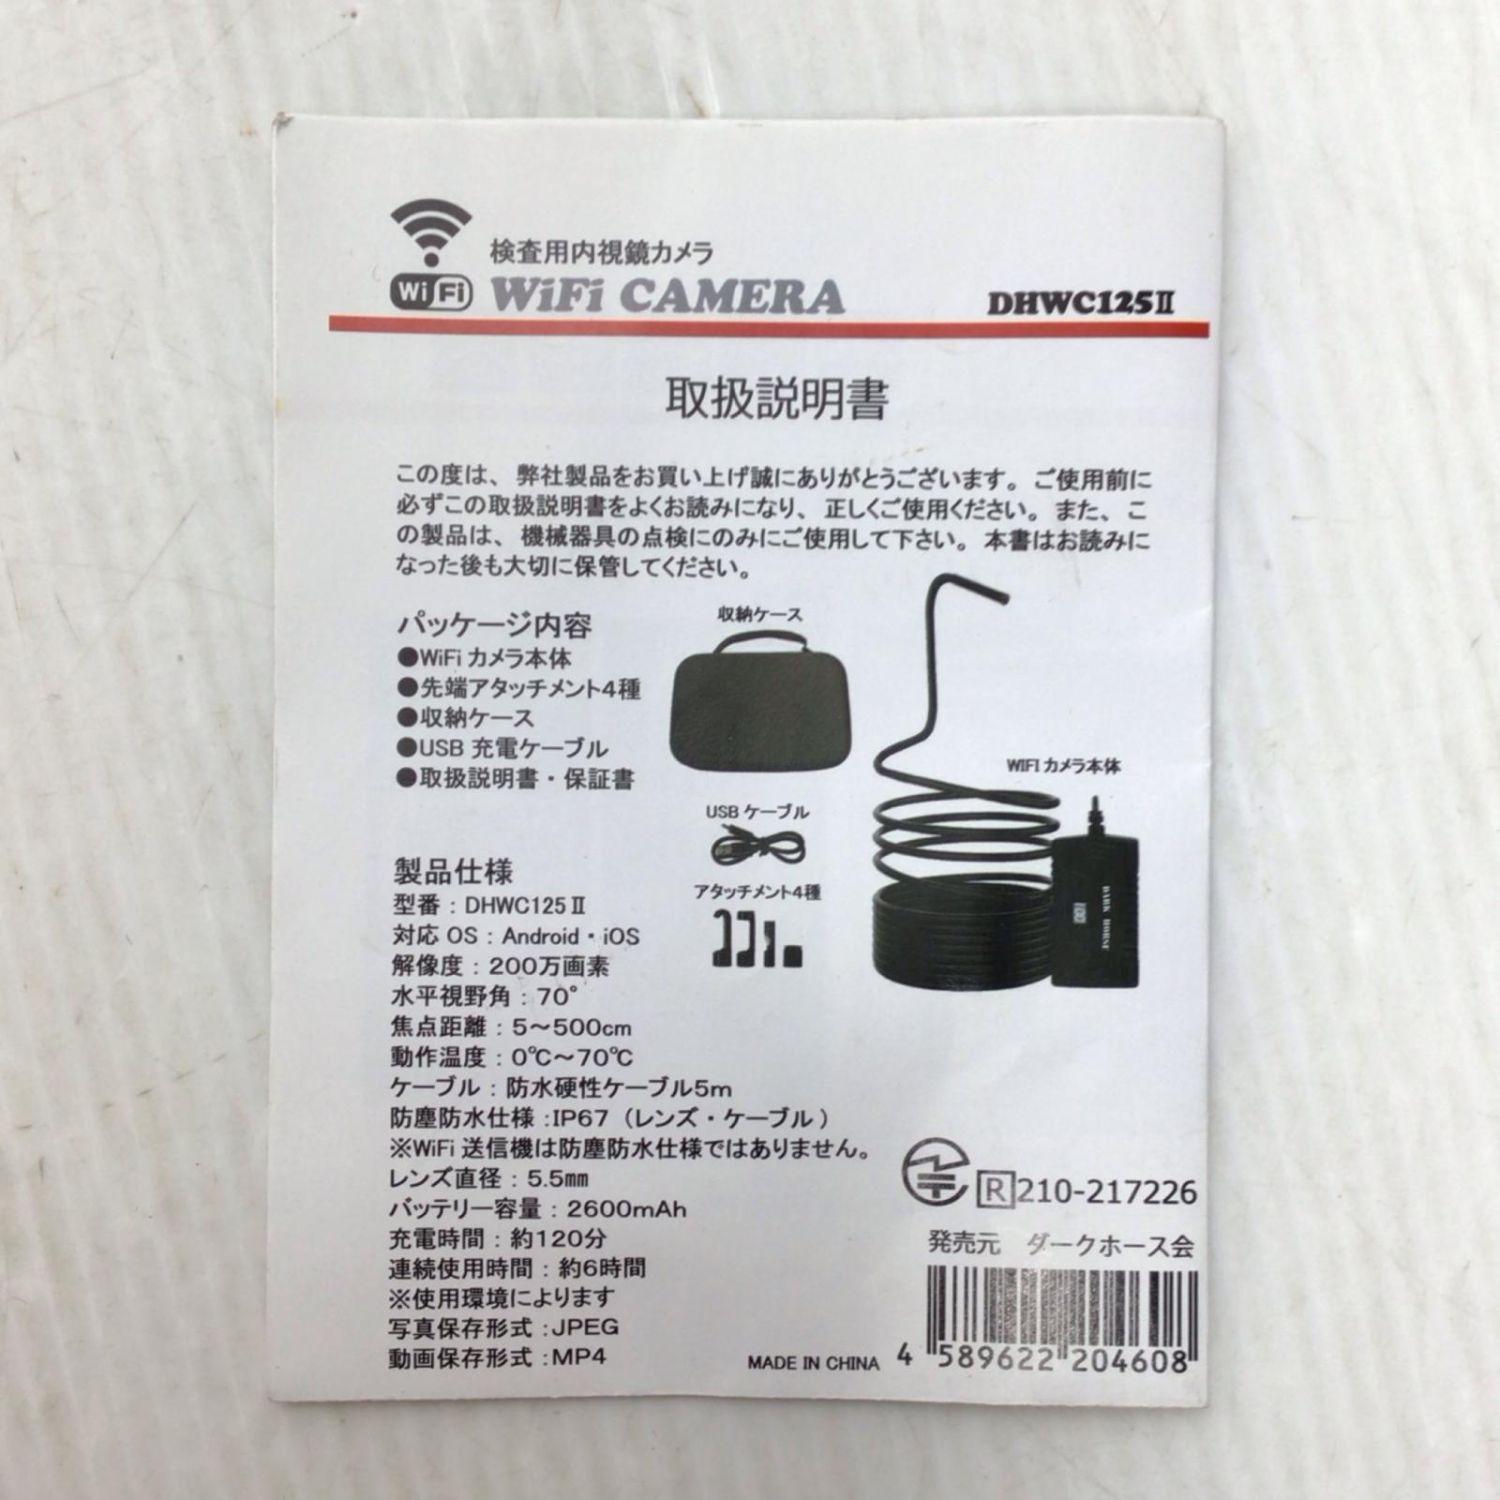 検査用内視鏡カメラ
WiFi WiFi CAMERA DHWC125Ⅱ
取扱説明書
この度は、弊社製品をお買い上げ誠にありがとうございます。ご使用前に
必ずこの取扱説明書をよくお読みになり、正しくご使用ください。また、こ
の製品は、機械器具の点検にのみにご使用して下さい。本書はお読みに
なった後も大切に保管してください。
パッケージ内容
●WiFi カメラ本体
●先端アタッチメント4種
●収納ケース
●USB 充電ケーブル
●取扱説明書・保証書
収納ケース
WIFI カメラ本体
USB ケーブル
アタッチメント4種
DARK HORSE
100
製品仕様
型番：DHWC125Ⅱ
対応 OS：Android・iOS
解像度：200万画素
水平視野角：70°
焦点距離：5～500cm
動作温度：0℃～70℃
ケーブル：防水硬性ケーブル5m
防塵防水仕様：IP67（レンズ・ケーブル）
※WiFi 送信機は防塵防水仕様ではありません。
レンズ直径：5.5㎜
バッテリー容量：2600mAh
充電時間：約120分
連続使用時間：約6時間
※使用環境によります
写真保存形式：JPEG
動画保存形式：MP4
R 210-217226
発売元　ダークホース会
MADE IN CHINA
4 589622 204608